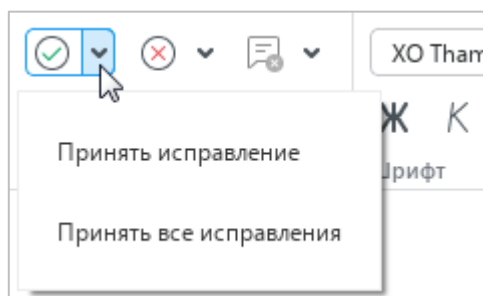 XO Tham
Ж К
Шрифт
Принять исправление
Принять все исправления